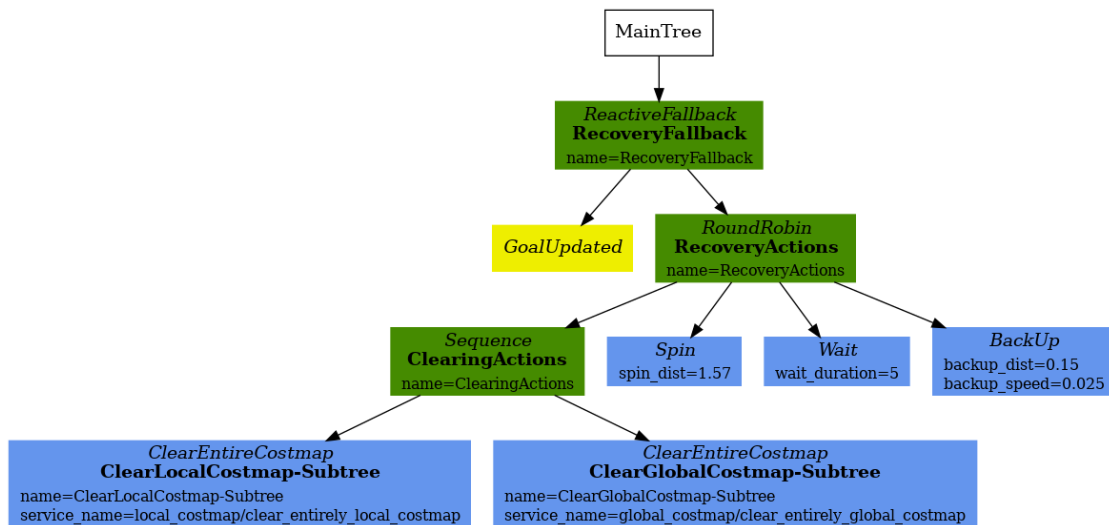 MainTree
ReactiveFallback
RecoveryFallback
name=RecoveryFallback
GoalUpdated
RoundRobin
RecoveryActions
name=RecoveryActions
Sequence
ClearingActions
name=ClearingActions
Spin
spin_dist=1.57
Wait
wait_duration=5
BackUp
backup_dist=0.15
backup_speed=0.025
ClearEntireCostmap
ClearLocalCostmap-Subtree
name=ClearLocalCostmap-Subtree
service_name=local_costmap/clear_entirely_local_costmap
ClearEntireCostmap
ClearGlobalCostmap-Subtree
name=ClearGlobalCostmap-Subtree
service_name=global_costmap/clear_entirely_global_costmap